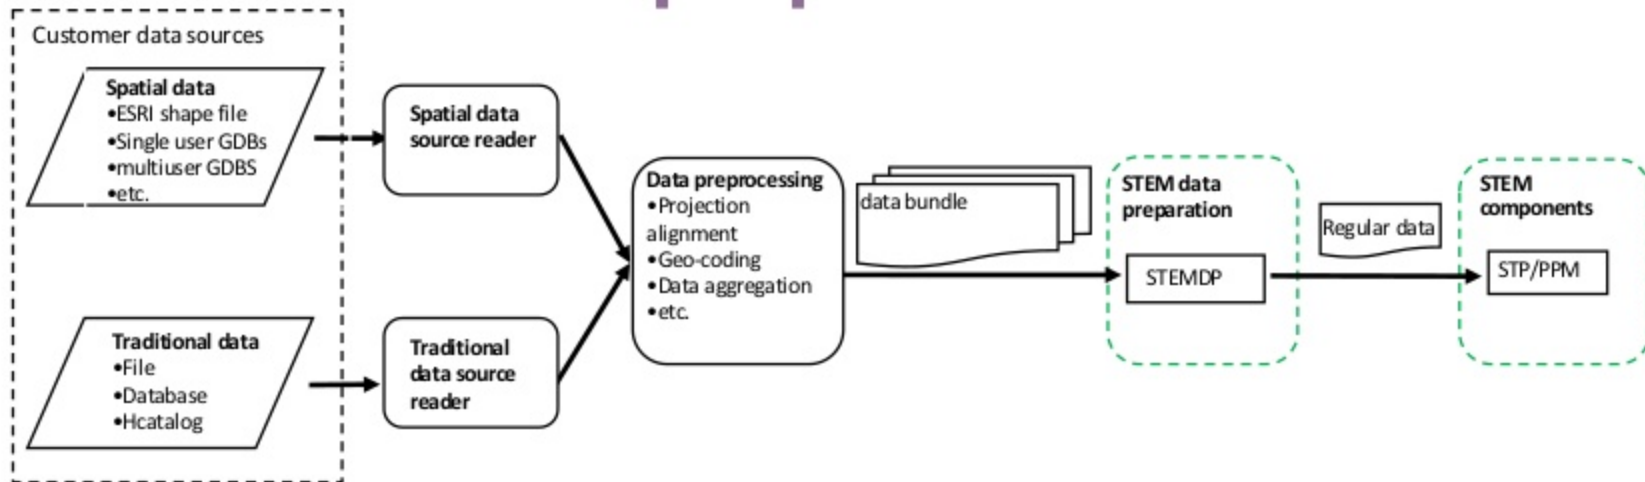 Customer data sources
Spatial data
•ESRI shape file
•Single user GDBs
•multiuser GDBS
•etc.
Spatial data
source reader
Traditional data
•File
•Database
•Hcatalog
Traditional
data source
reader
Data preprocessing
•Projection
alignment
•Geo-coding
•Data aggregation
•etc.
data bundle
STEM data
preparation
STEMDP
Regular data
STEM
components
STP/PPM